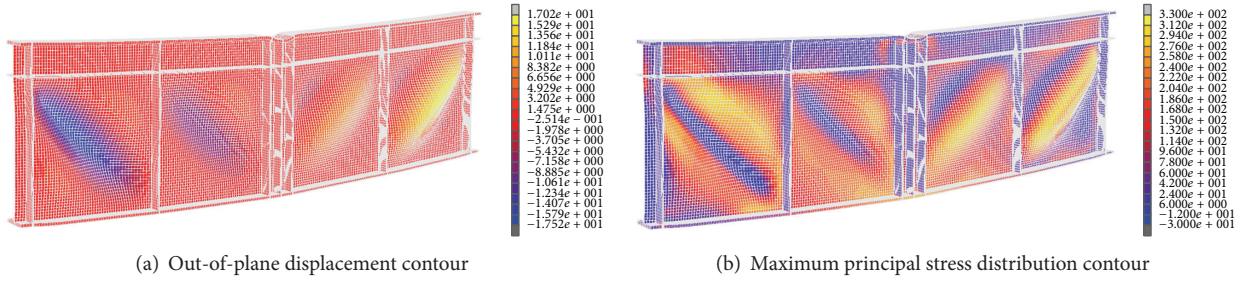 1.702e + 001
1.529e + 001
1.356e + 001
1.184e + 001
1.011e + 001
8.382e + 000
6.656e + 000
4.929e + 000
3.202e + 000
1.475e + 000
−2.514e − 001
−1.978e + 000
−3.705e + 000
−5.432e + 000
−7.158e + 000
−8.885e + 000
−1.061e + 001
−1.234e + 001
−1.407e + 001
−1.579e + 001
−1.752e + 001
(a) Out-of-plane displacement contour
3.300e + 002
3.120e + 002
2.940e + 002
2.760e + 002
2.580e + 002
2.400e + 002
2.220e + 002
2.040e + 002
1.860e + 002
1.680e + 002
1.500e + 002
1.320e + 002
1.140e + 002
9.600e + 001
7.800e + 001
6.000e + 001
4.200e + 001
2.400e + 001
6.000e + 000
−1.200e + 001
−3.000e + 001
(b) Maximum principal stress distribution contour